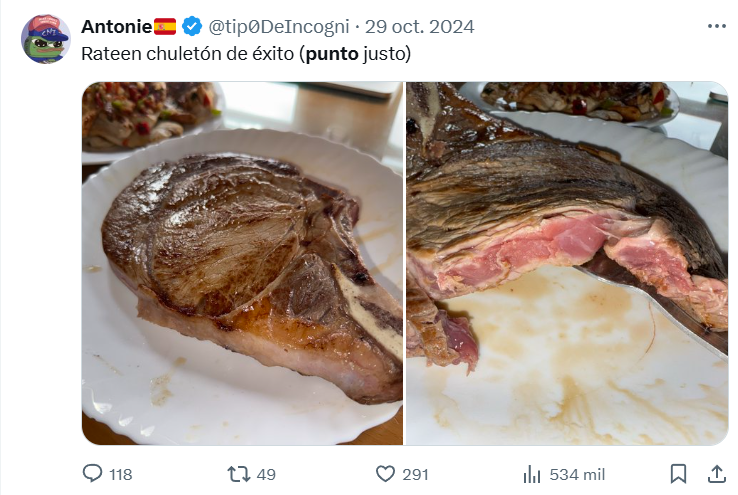 Antonie🇪🇸 @tip0DeIncogni · 29 oct. 2024
Rateen chuletón de éxito (punto justo)
118 49 291 534 mil